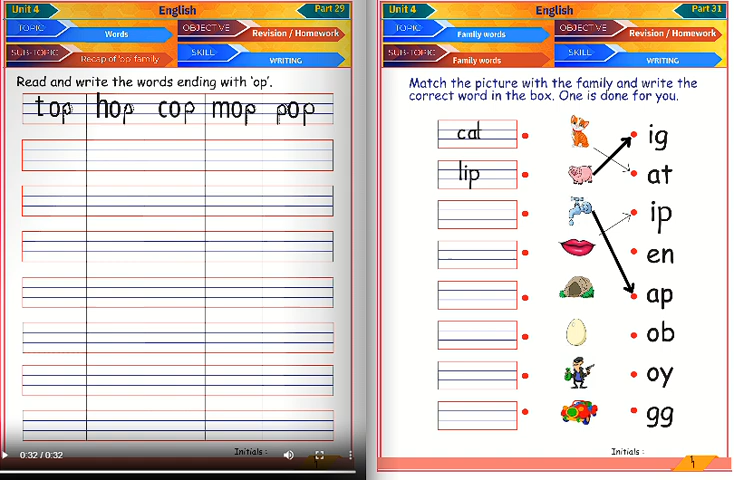 Unit 4 English Part 29
TOPIC Words OBJECTIVE Revision / Homework
SUB-TOPIC Recap of 'op' family SKILL WRITING
Read and write the words ending with 'op'.
top hop cop mop pop
0:32 / 0:32
Initials :
1
Unit 4 English Part 31
TOPIC Family words OBJECTIVE Revision / Homework
SUB-TOPIC Family words SKILL WRITING
Match the picture with the family and write the
correct word in the box. One is done for you.
cat ig
lip at
ip
en
ap
ob
oy
gg
Initials :
1